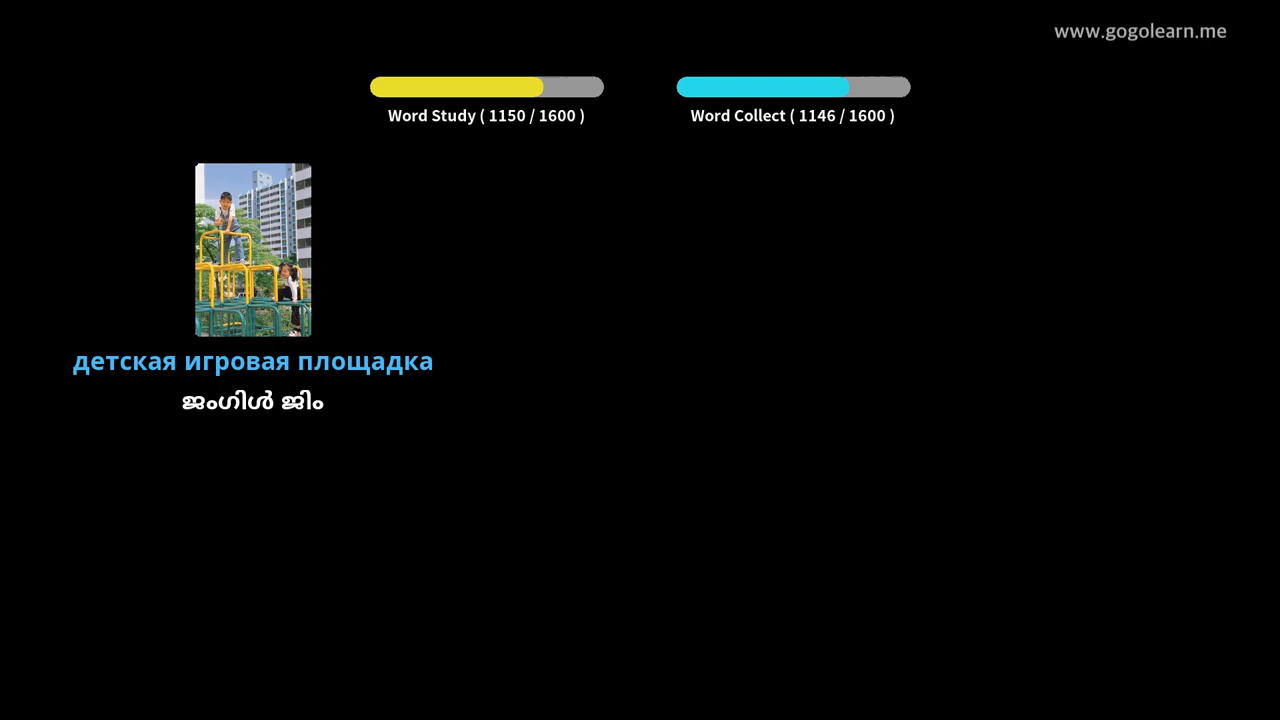 www.gogolearn.me
Word Study ( 1150 / 1600 )
Word Collect ( 1146 / 1600 )
детская игровая площадка
ജംഗിൾ ജിം